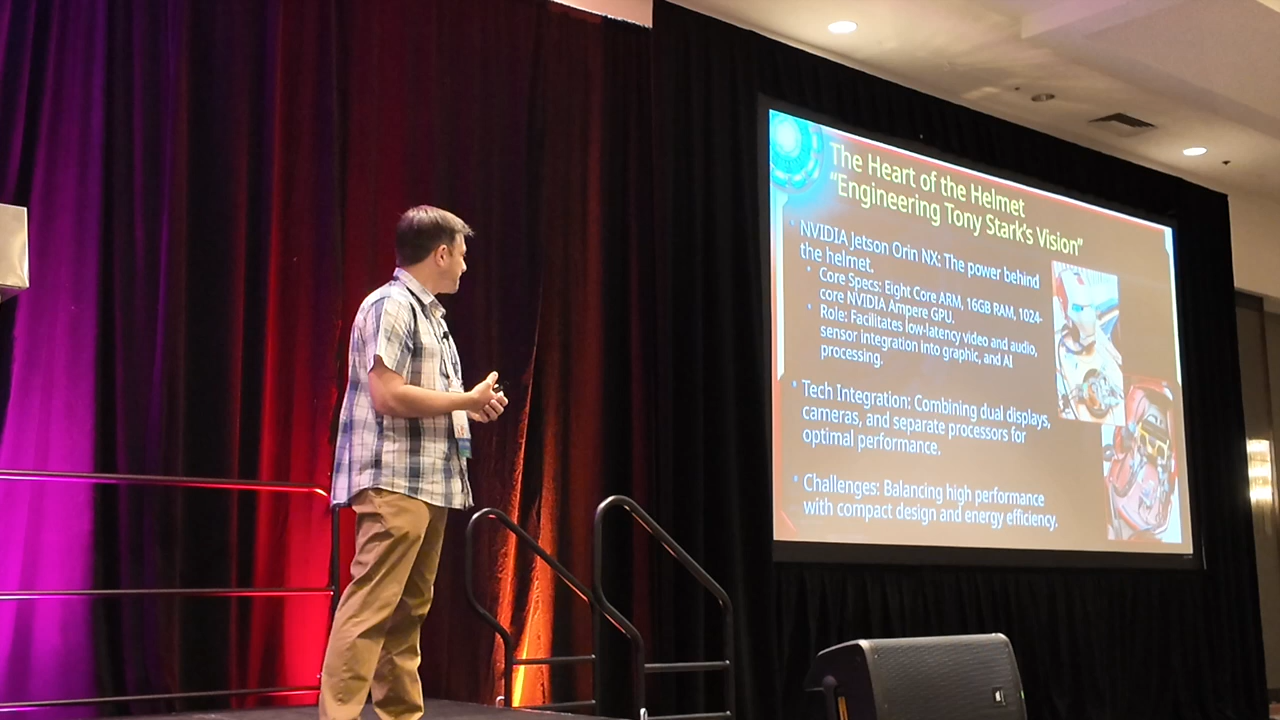 The Heart of the Helmet
"Engineering Tony Stark's Vision"
NVIDIA Jetson Orin NX: The power behind
the helmet.
Core Specs: Eight Core ARM, 16GB RAM, 1024-
core NVIDIA Ampere GPU.
Role: Facilitates low-latency video and audio,
sensor integration into graphic, and AI
processing.
Tech Integration: Combining dual displays,
cameras, and separate processors for
optimal performance.
Challenges: Balancing high performance
with compact design and energy efficiency.